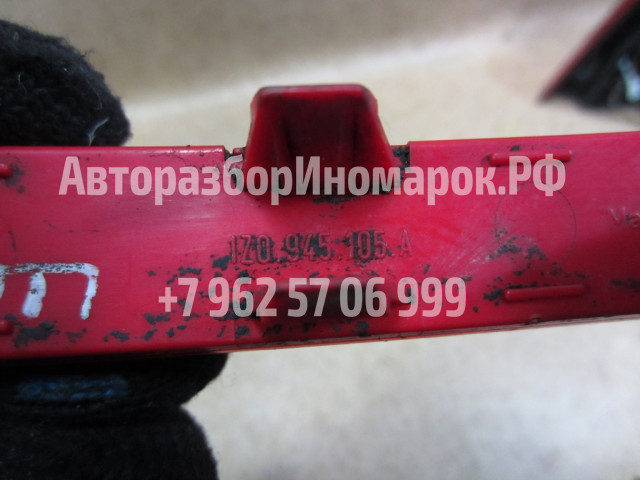 АвторазборИномарок.РФ
1Z0.945.105 A
+7 962 57 06 999